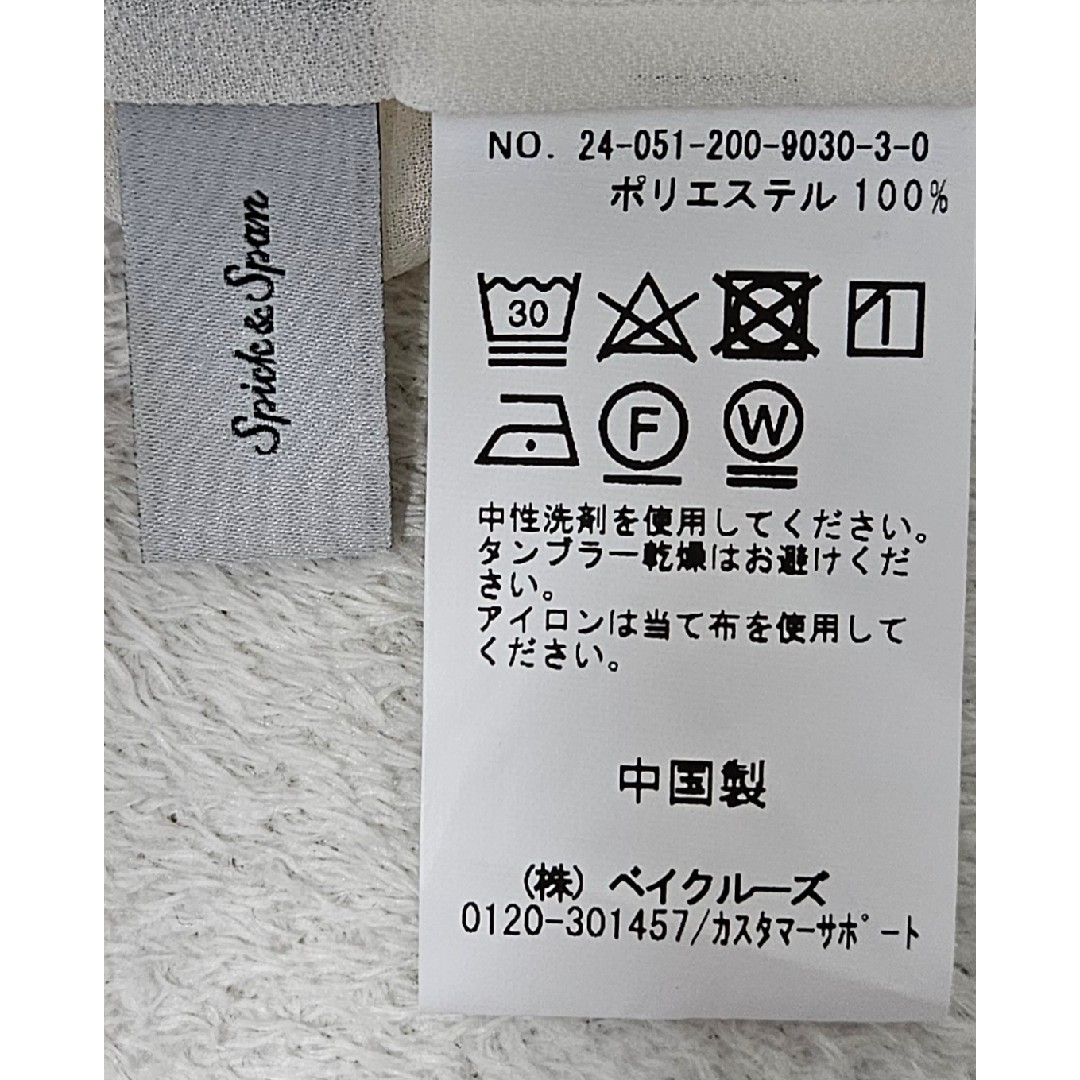 Spick & Span
NO. 24-051-200-9030-3-0
ポリエステル 100%
30
F
W
中性洗剤を使用してください。
タンブラー乾燥はお避けくだ
さい。
アイロンは当て布を使用して
ください。
中国製
(株) ベイクルーズ
0120-301457/カスタマーサポート